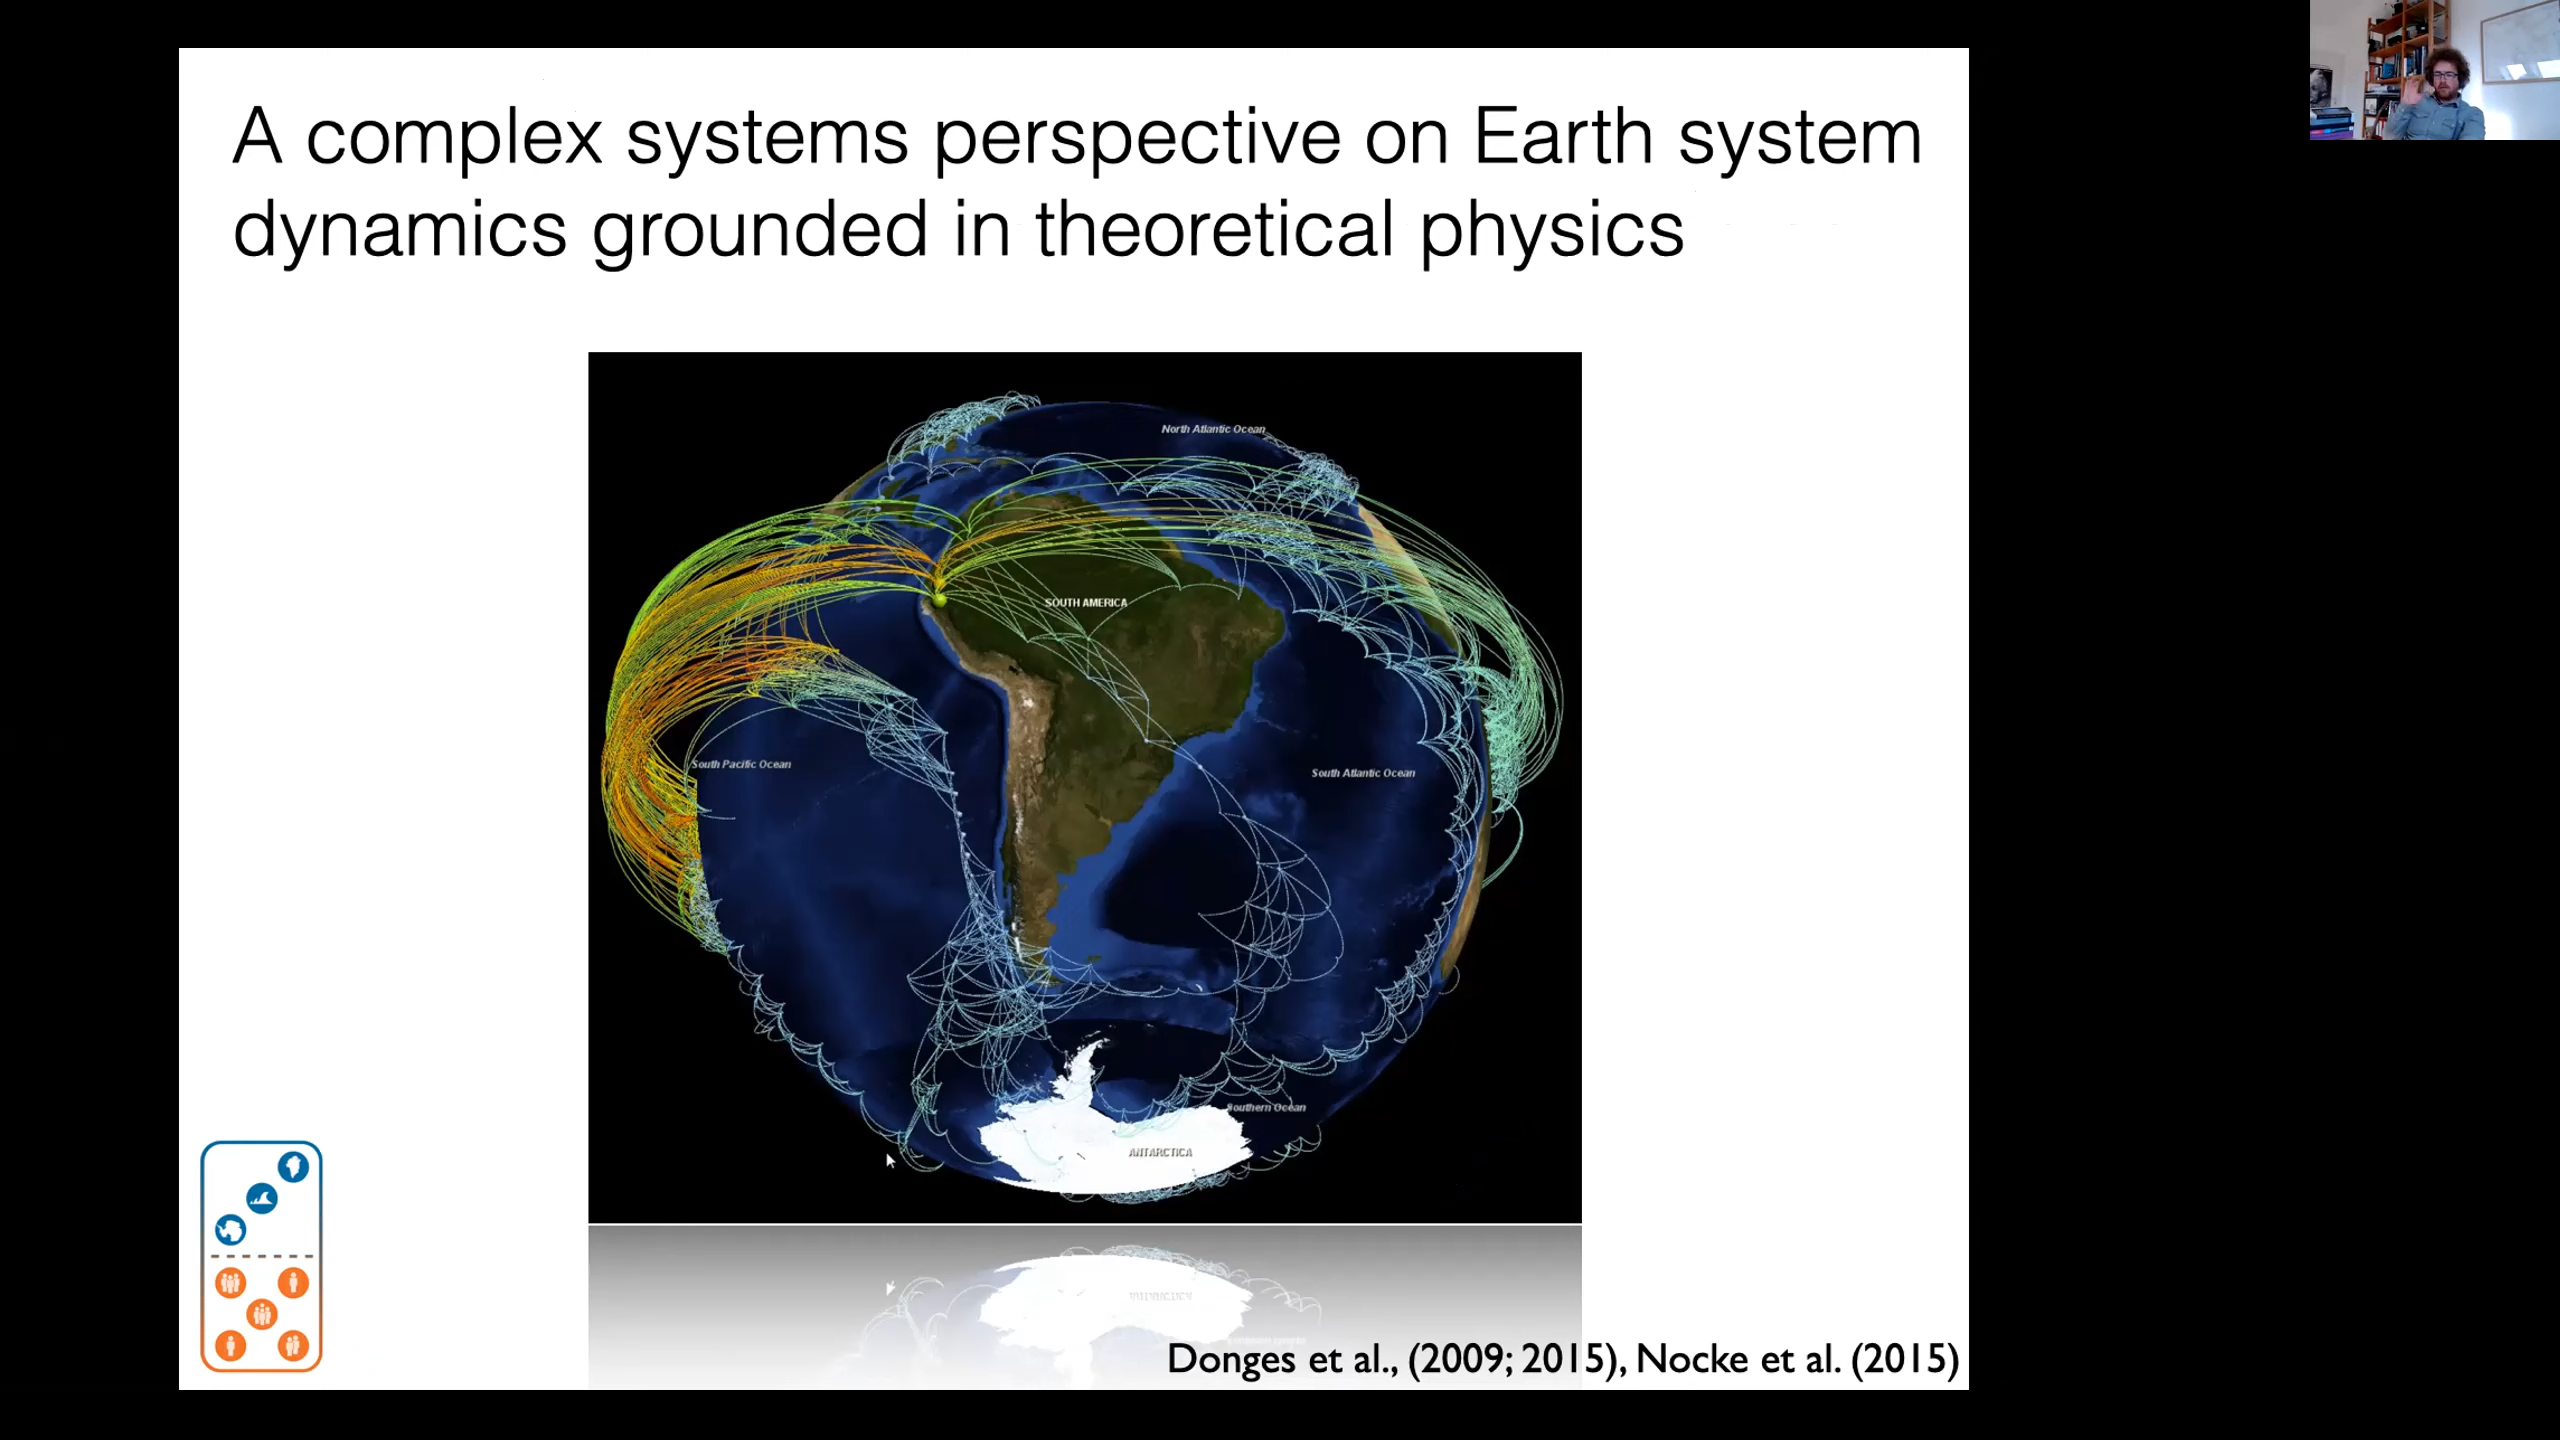 A complex systems perspective on Earth system
dynamics grounded in theoretical physics
North Atlantic Ocean
SOUTH AMERICA
South Pacific Ocean
South Atlantic Ocean
Southern Ocean
ANTARCTICA
Donges et al., (2009; 2015), Nocke et al. (2015)